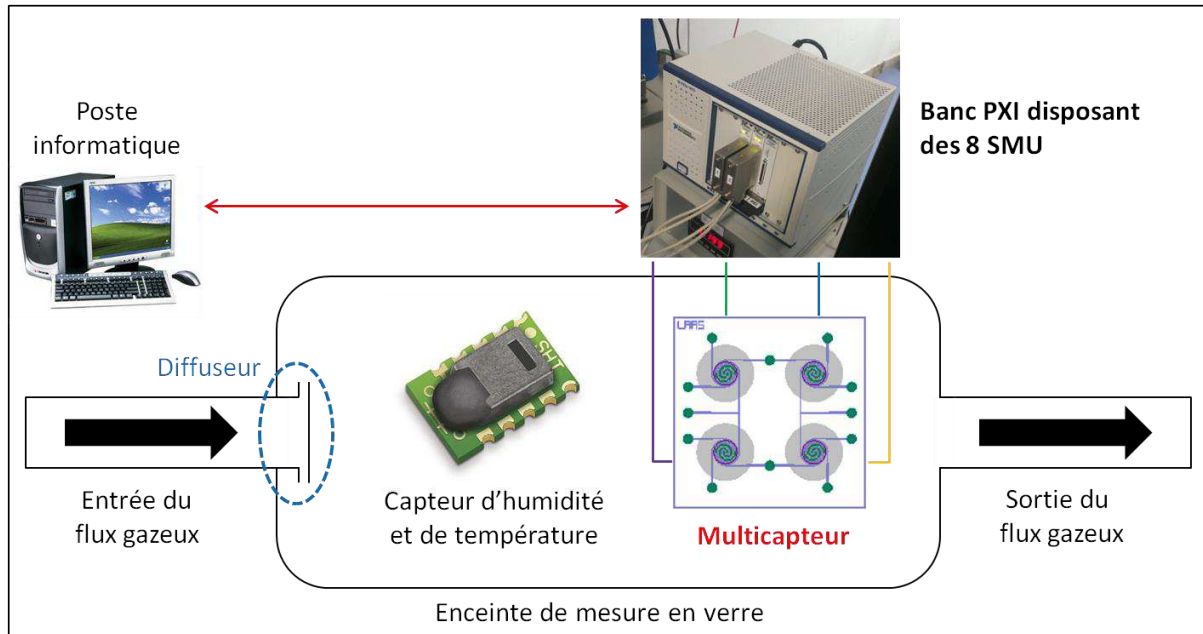 Poste
informatique
Banc PXI disposant
des 8 SMU
Diffuseur
LAAS
SHT
Entrée du
flux gazeux
Capteur d'humidité
et de température
Multicapteur
Sortie du
flux gazeux
Enceinte de mesure en verre